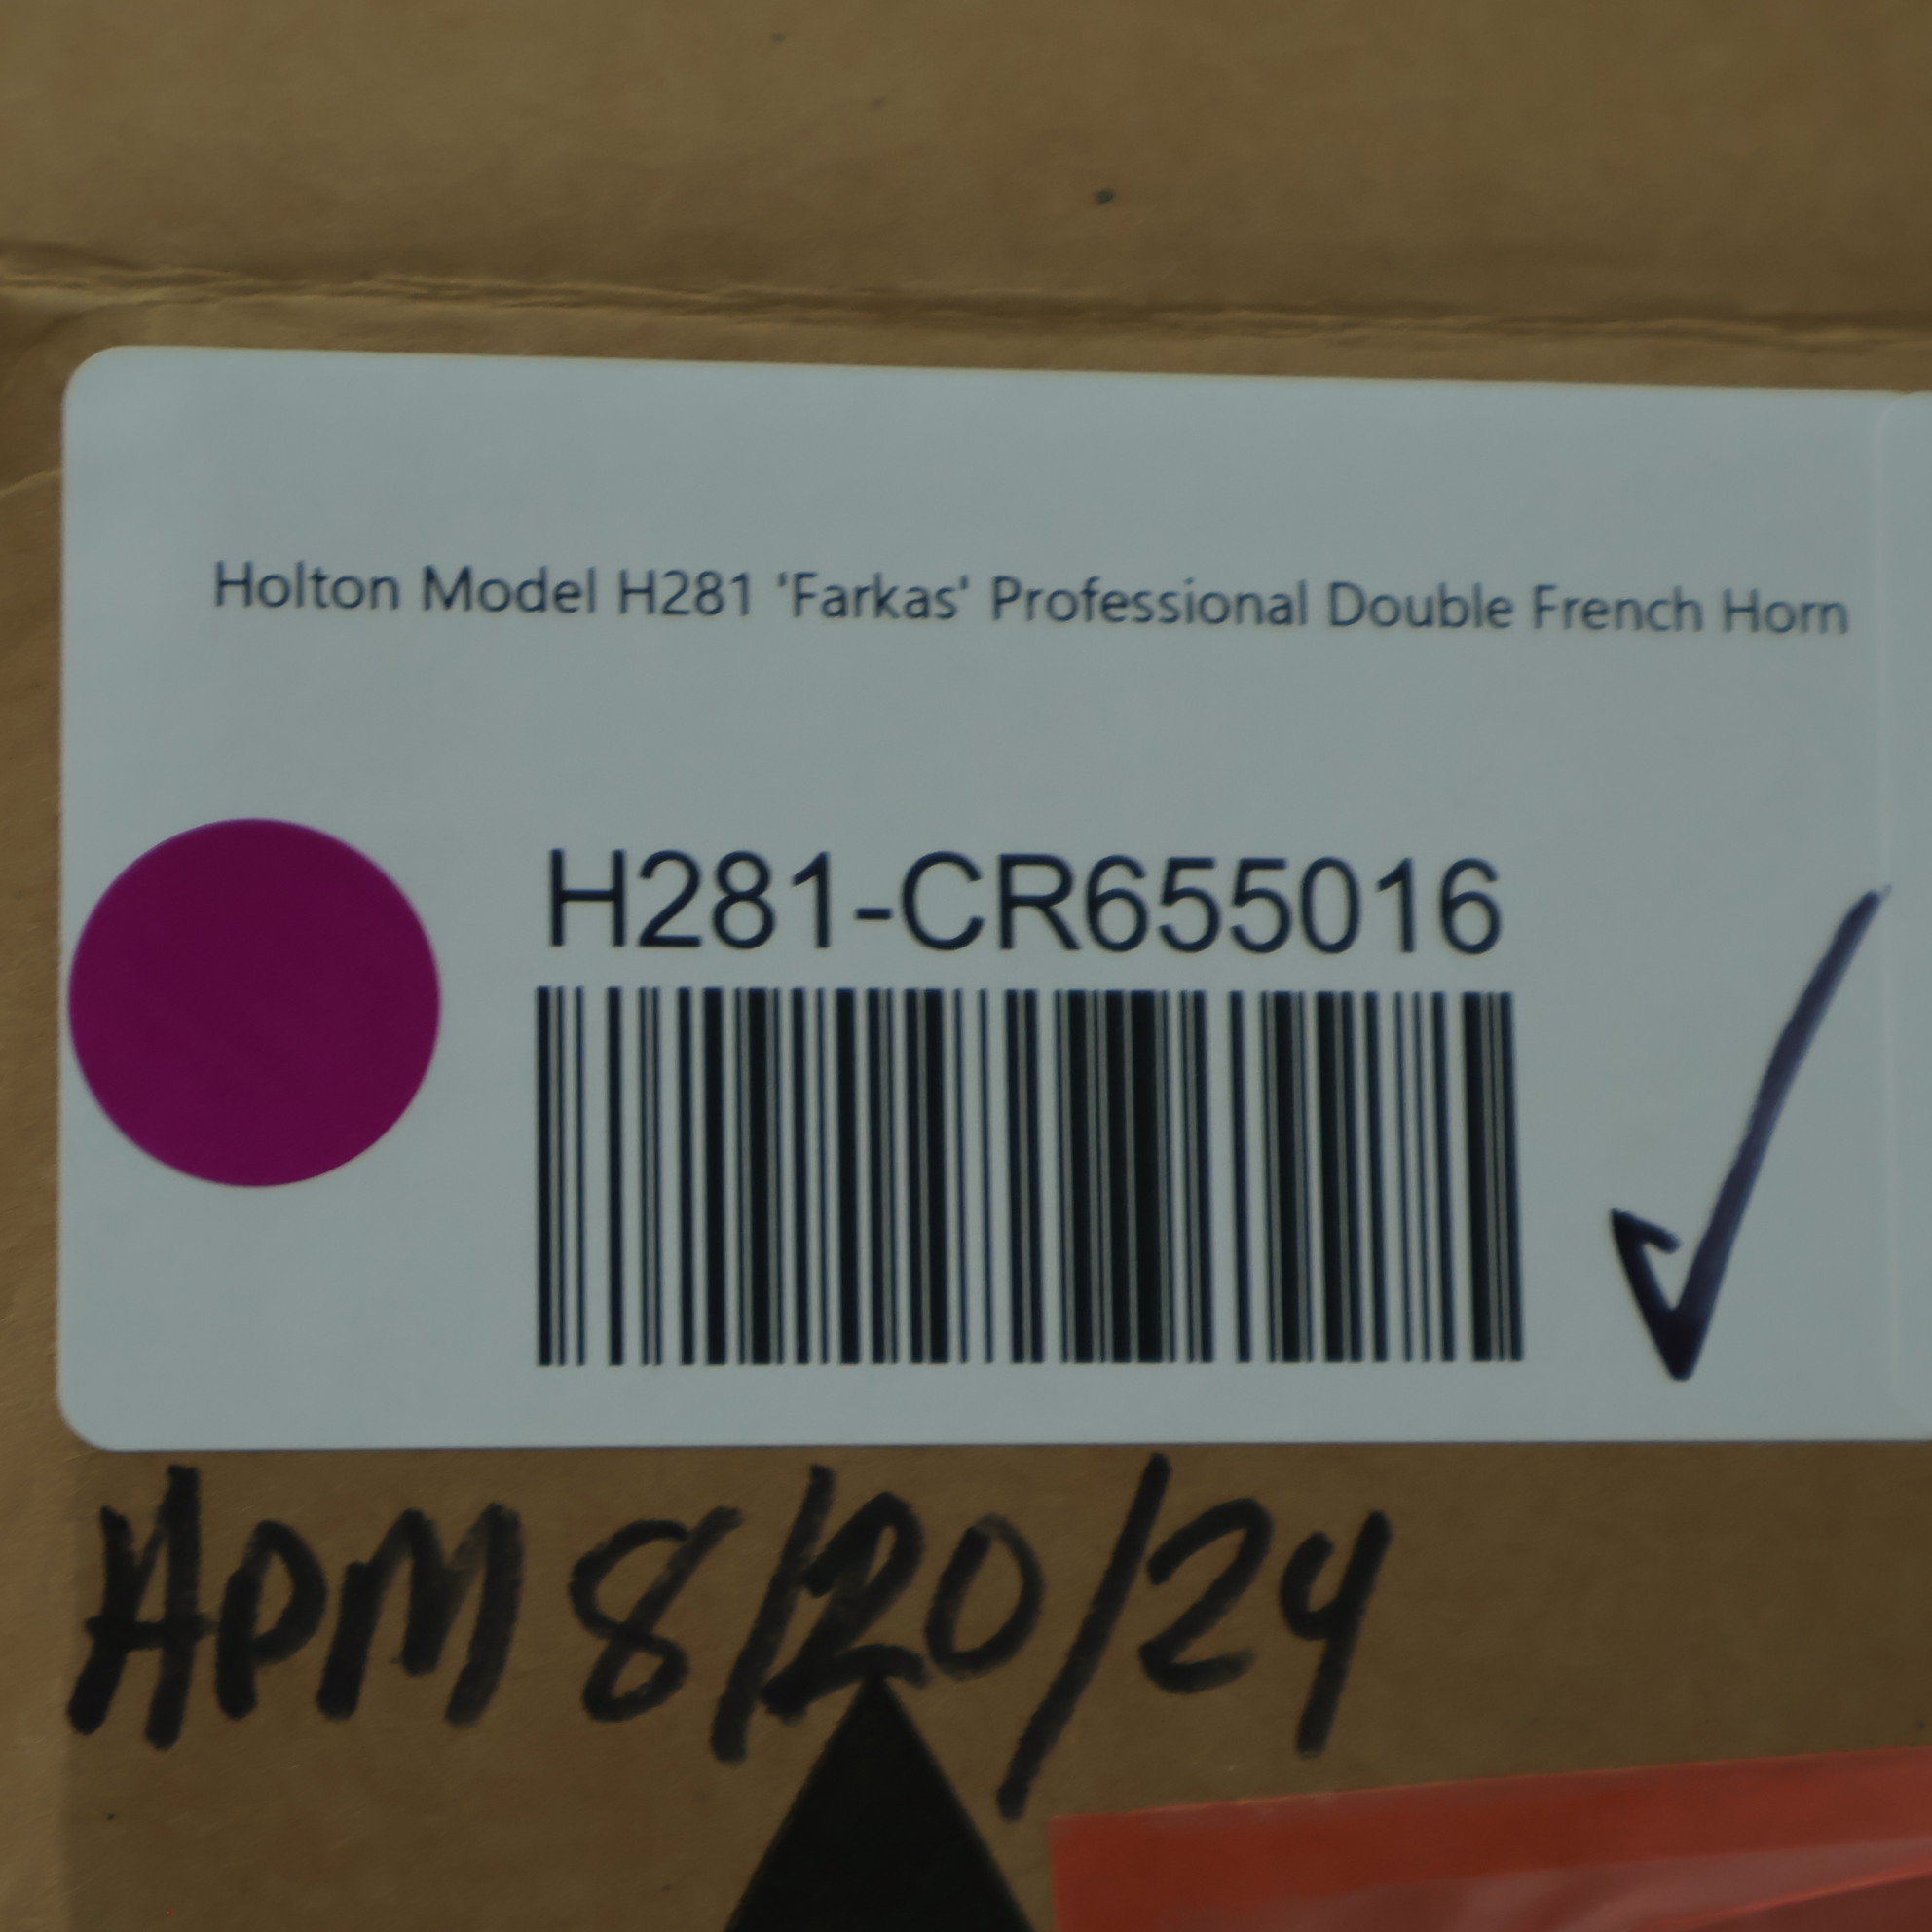 Holton Model H281 'Farkas' Professional Double French Horn
H281-CR655016
APM 8/20/24